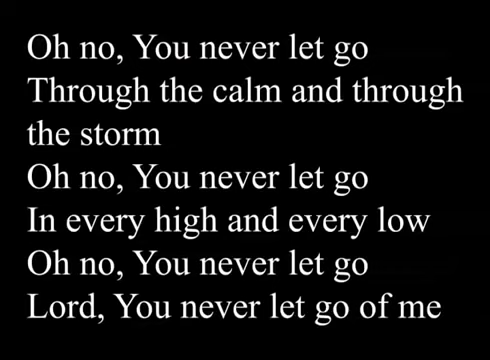 Oh no, You never let go
Through the calm and through
the storm
Oh no, You never let go
In every high and every low
Oh no, You never let go
Lord, You never let go of me